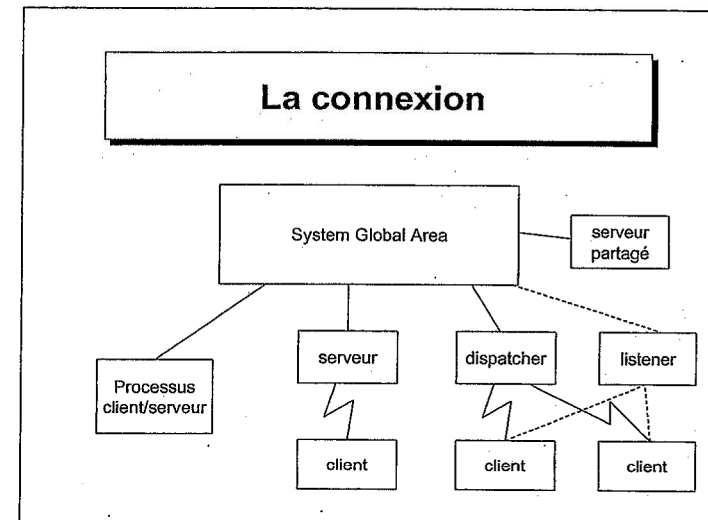 La connexion
System Global Area
serveur
partagé
serveur
dispatcher
listener
Processus
client/serveur
client
client
client